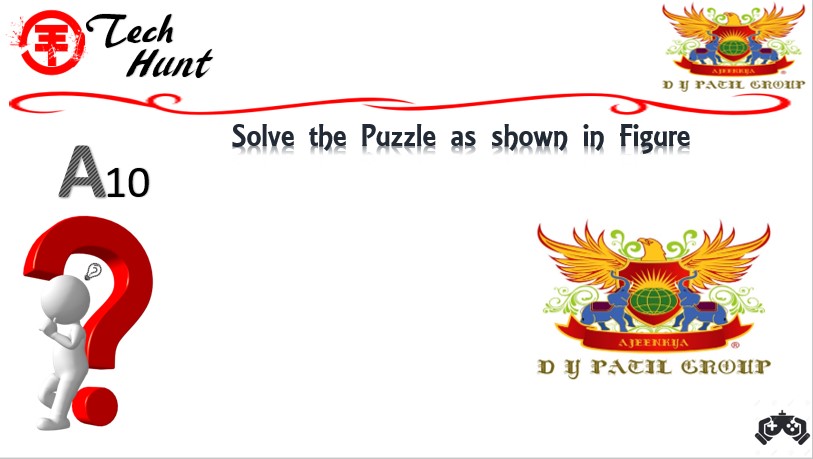 Tech
Hunt
AJEENKYA
®
D Y PATIL GROUP
Solve the Puzzle as shown in Figure
A10
AJEENKYA
®
D Y PATIL GROUP